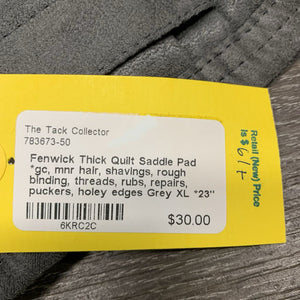 The Tack Collector
783673-50
Fenwick Thick Quilt Saddle Pad
*gc, mnr hair, shavings, rough
binding, threads, rubs, repairs,
puckers, holey edges Grey XL *23"
$30.00
6KRC2C
Retail (New) Price
is $ 61+